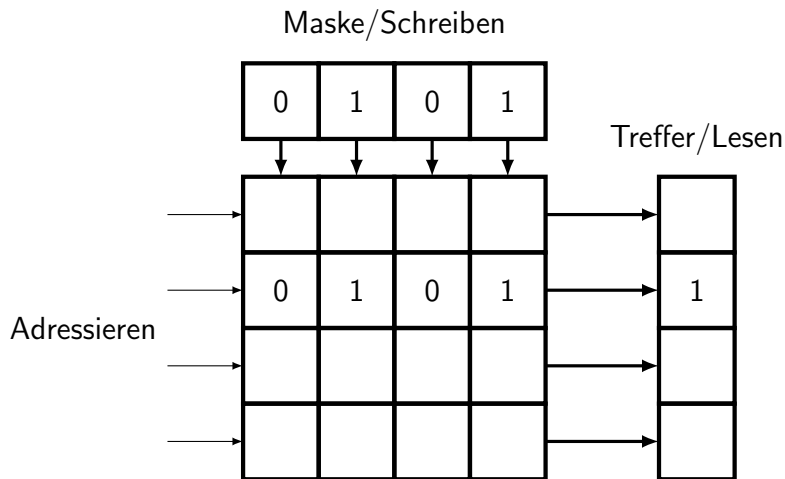 Maske/Schreiben
0 1 0 1
Treffer/Lesen
0 1 0 1 1
Adressieren